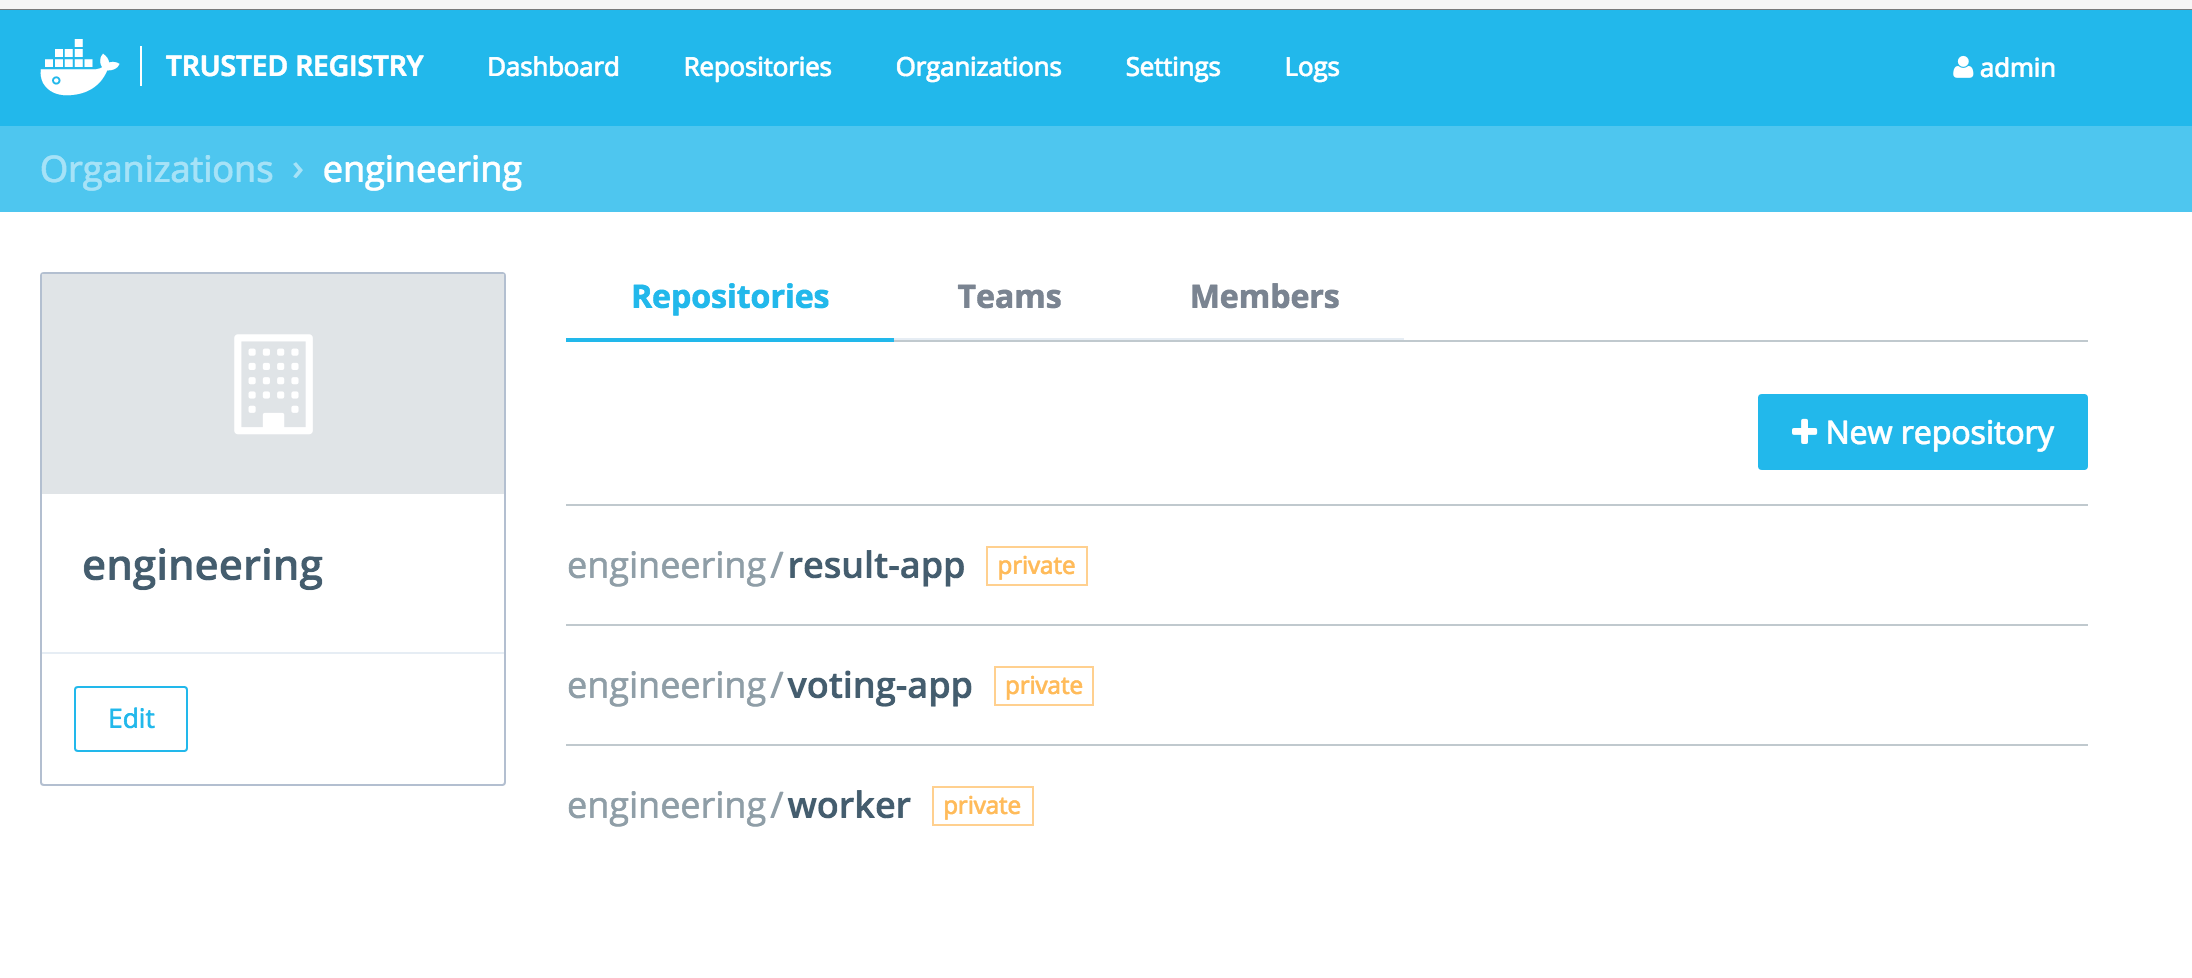 TRUSTED REGISTRY Dashboard Repositories Organizations Settings Logs admin
Organizations › engineering
Repositories Teams Members
New repository
engineering
Edit
engineering/result-app private
engineering/voting-app private
engineering/worker private